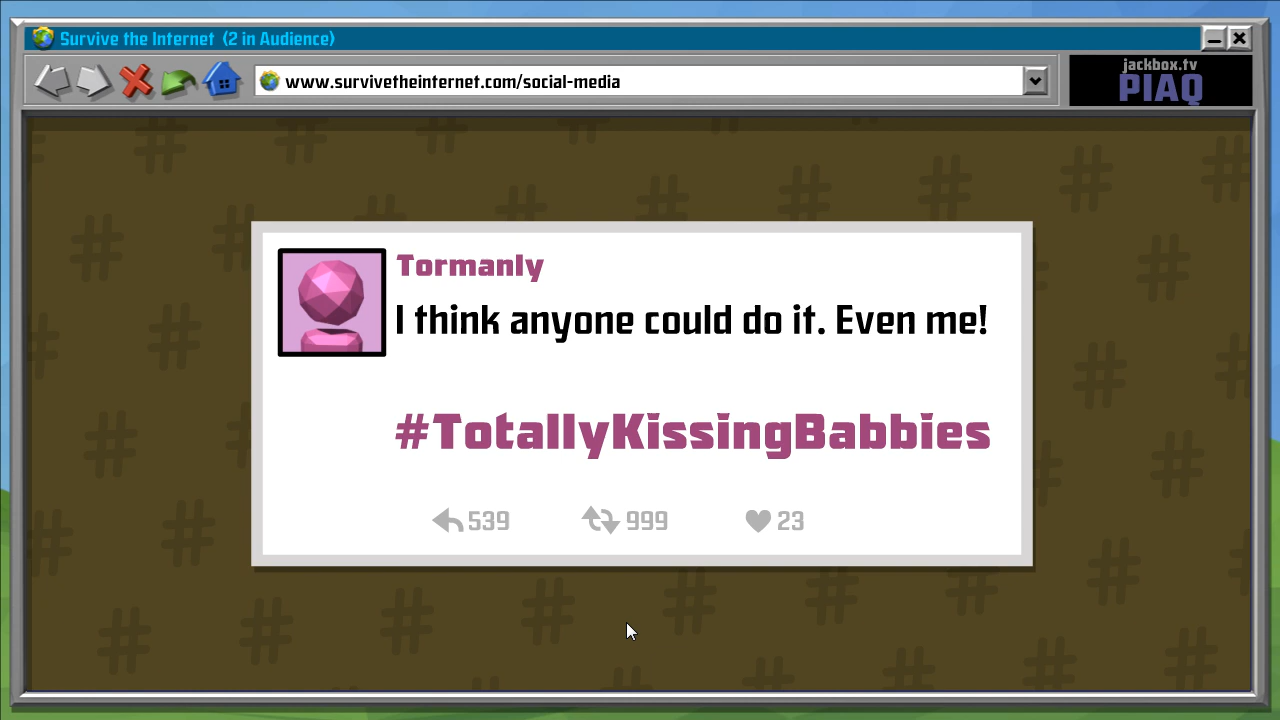 Survive the Internet (2 in Audience)
www.survivetheinternet.com/social-media
jackbox.tv
PIAQ
Tormanly
I think anyone could do it. Even me!
#TotallyKissingBabbies
539 999 23